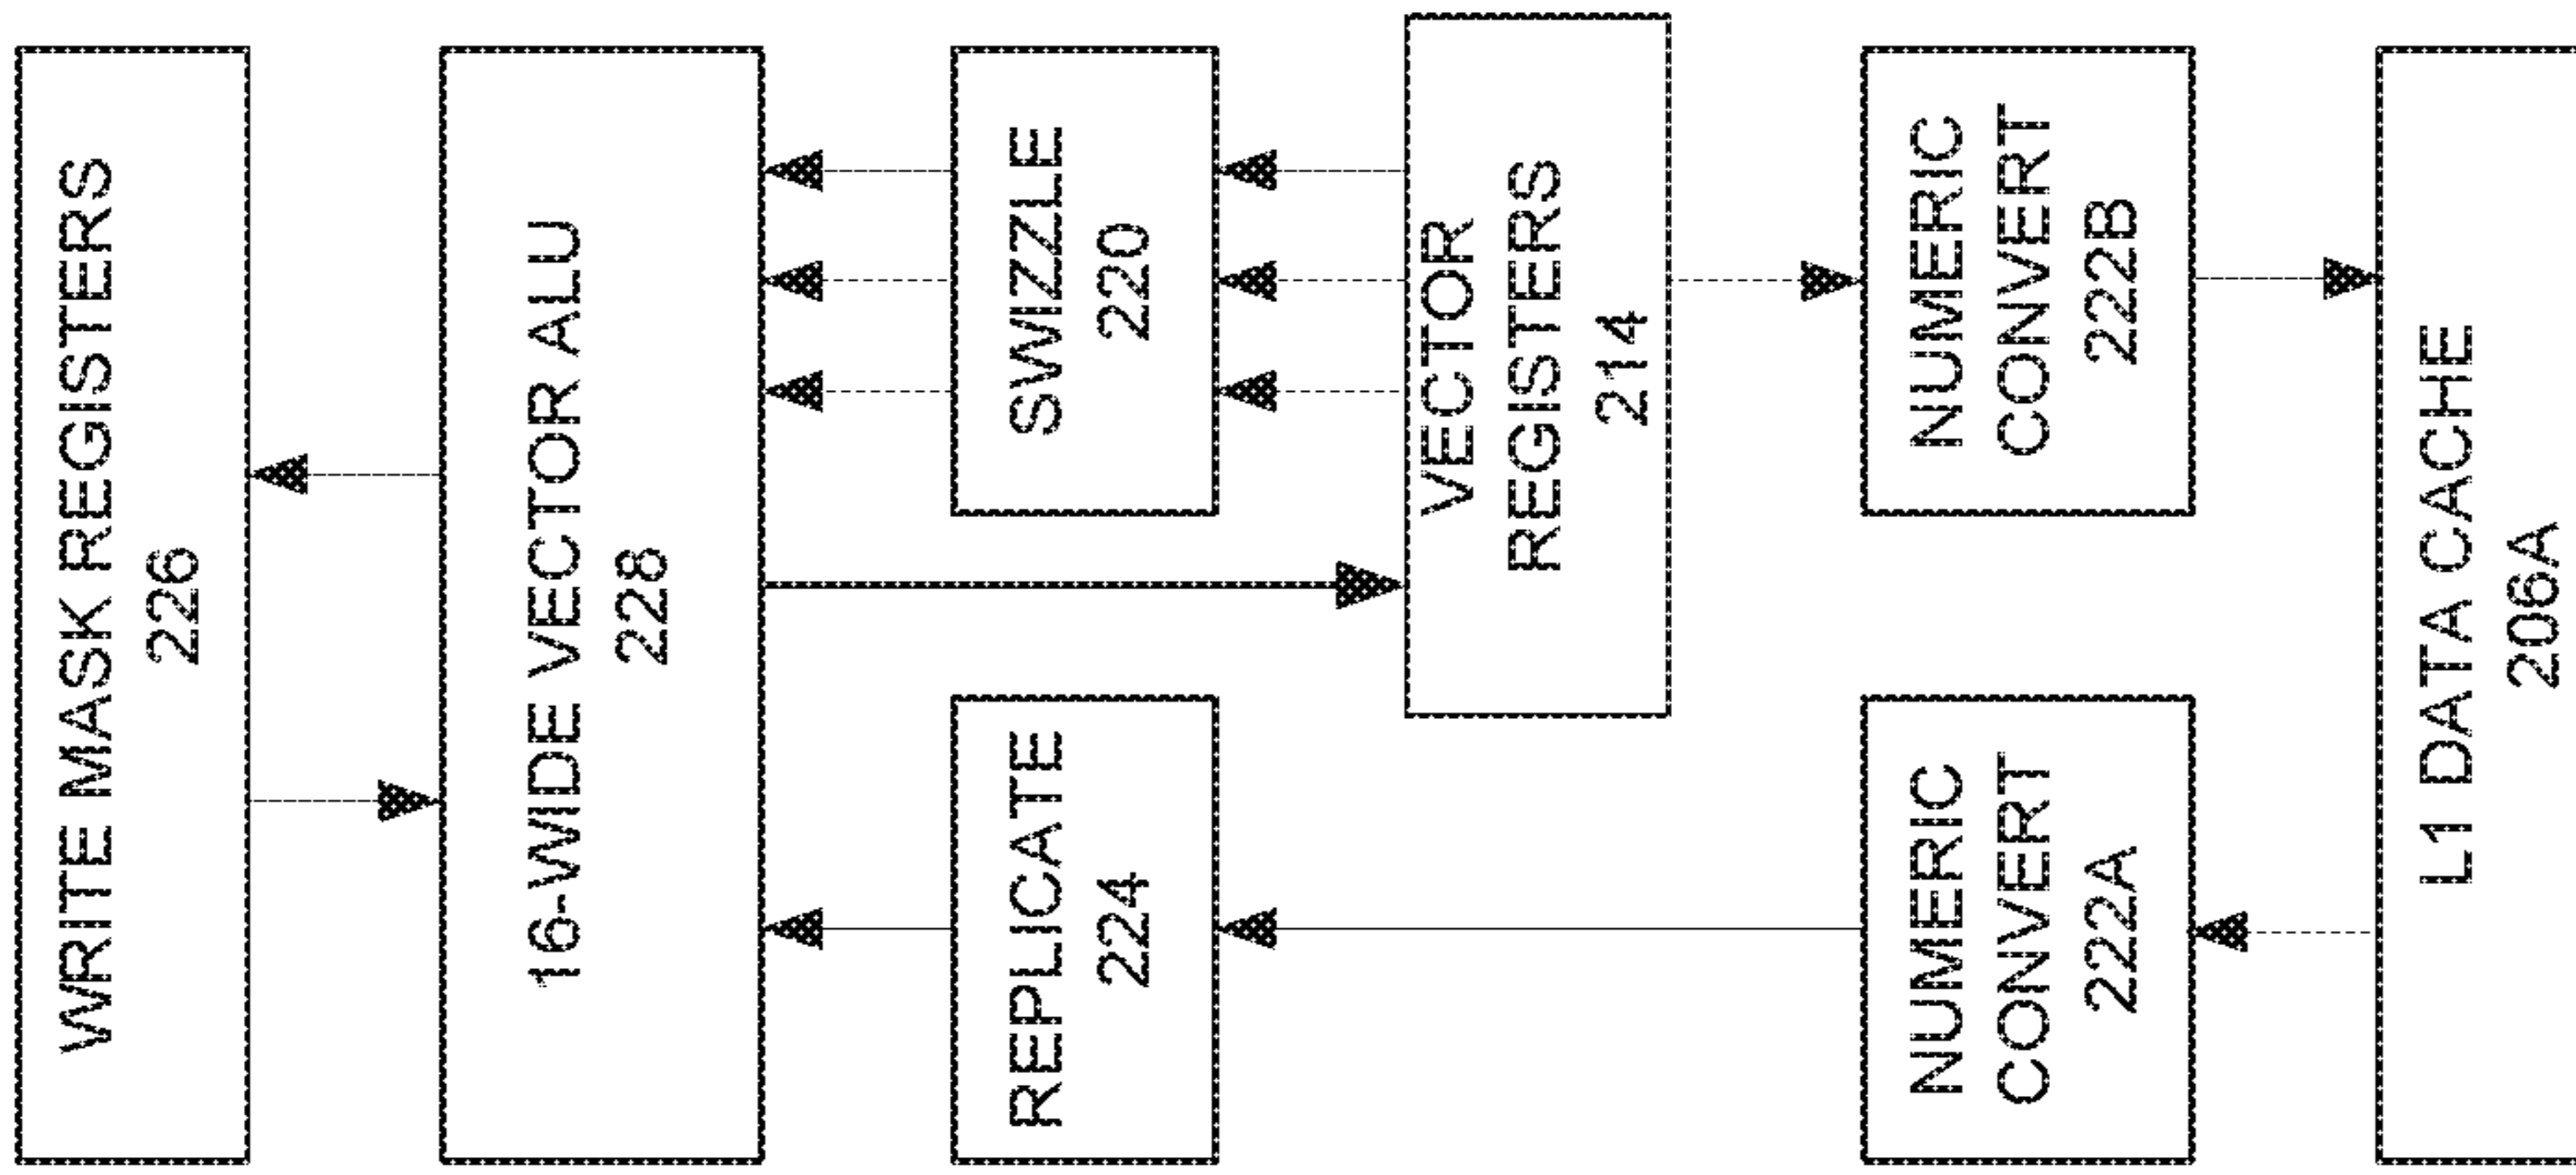 WRITE MASK REGISTERS
226
16-WIDE VECTOR ALU
228
REPLICATE
224
SWIZZLE
220
VECTOR
REGISTERS
214
NUMERIC
CONVERT
222A
NUMERIC
CONVERT
222B
L1 DATA CACHE
206A